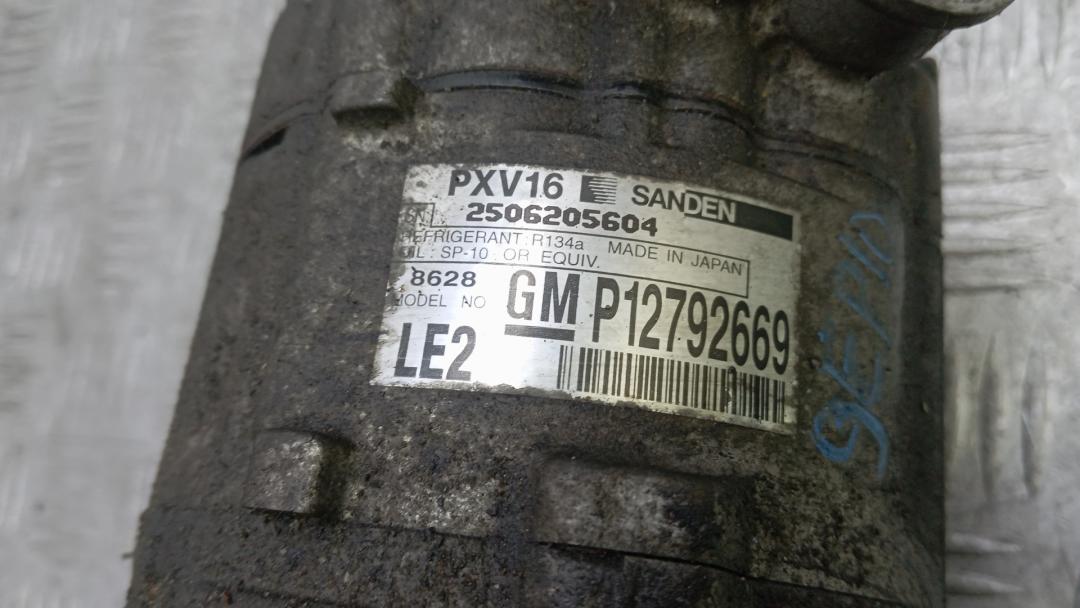 PXV16 SANDEN
SN 2506205604
REFRIGERANT: R134a MADE IN JAPAN
OIL: SP-10 OR EQUIV.
8628
MODEL NO
GM P12792669
LE2